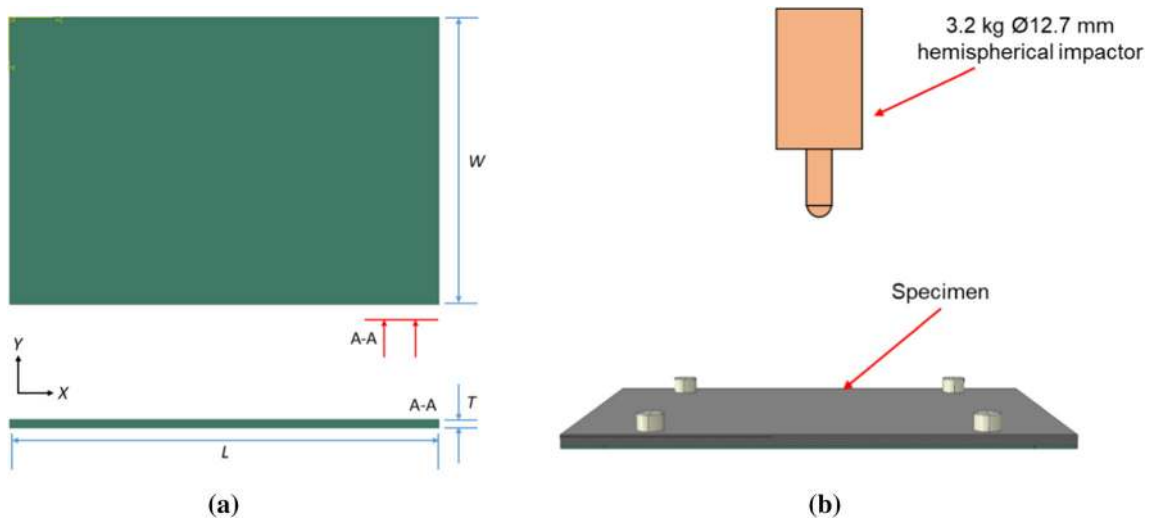 W
A-A
Y
X
A-A
T
L
(a)
3.2 kg Ø12.7 mm
hemispherical impactor
Specimen
(b)